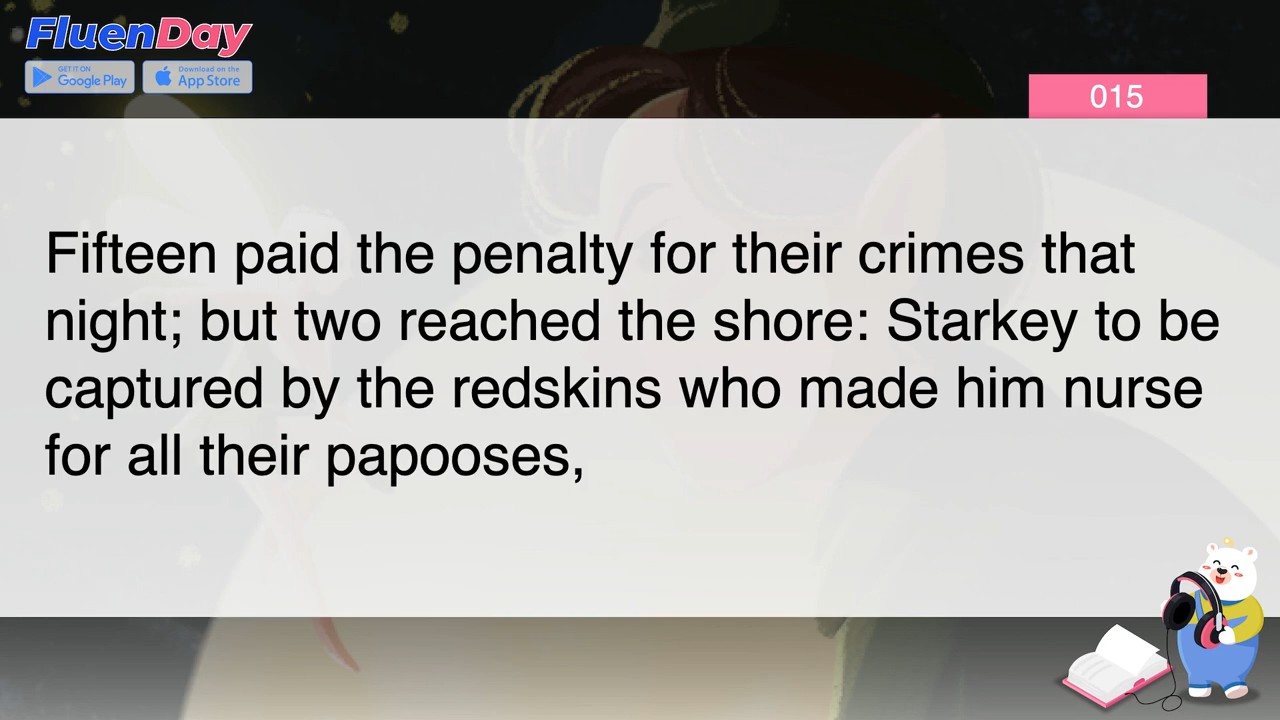 FluenDay
GET IT ON
Google Play
Download on the
App Store
015
Fifteen paid the penalty for their crimes that
night; but two reached the shore: Starkey to be
captured by the redskins who made him nurse
for all their papooses,